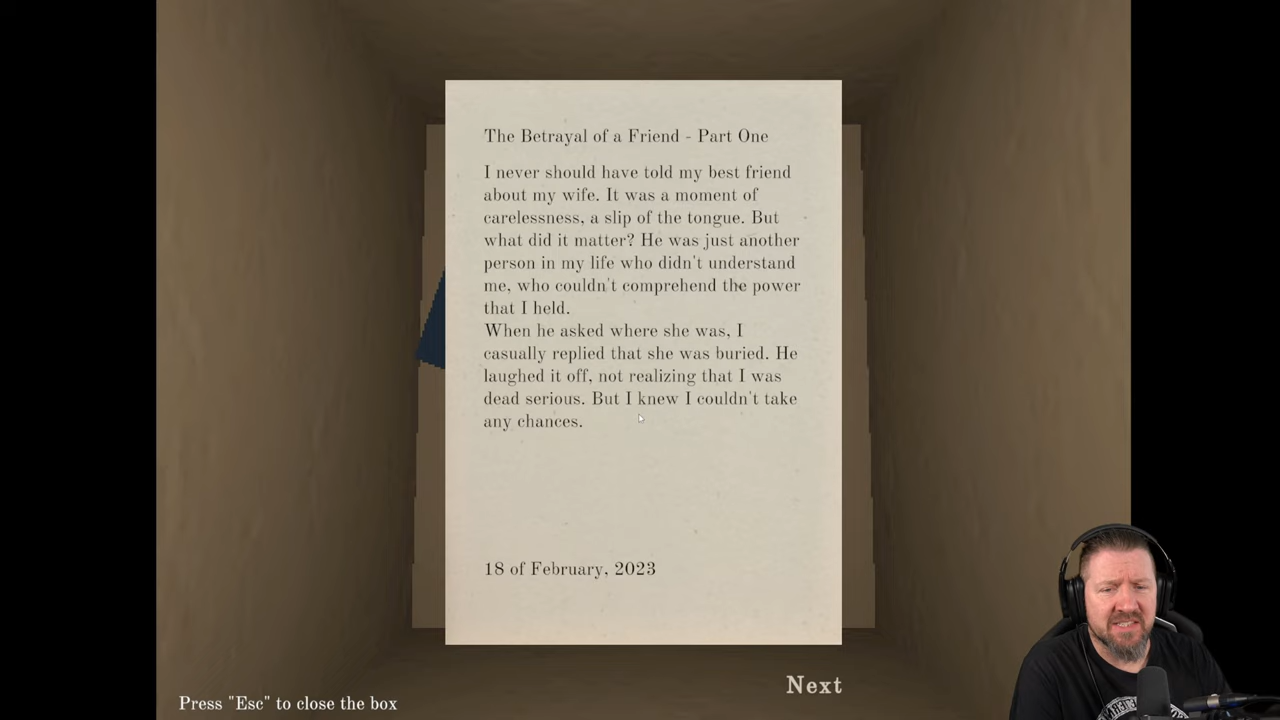 The Betrayal of a Friend - Part One
I never should have told my best friend
about my wife. It was a moment of
carelessness, a slip of the tongue. But
what did it matter? He was just another
person in my life who didn't understand
me, who couldn't comprehend the power
that I held.
When he asked where she was, I
casually replied that she was buried. He
laughed it off, not realizing that I was
dead serious. But I knew I couldn't take
any chances.
18 of February, 2023
Next
Press "Esc" to close the box